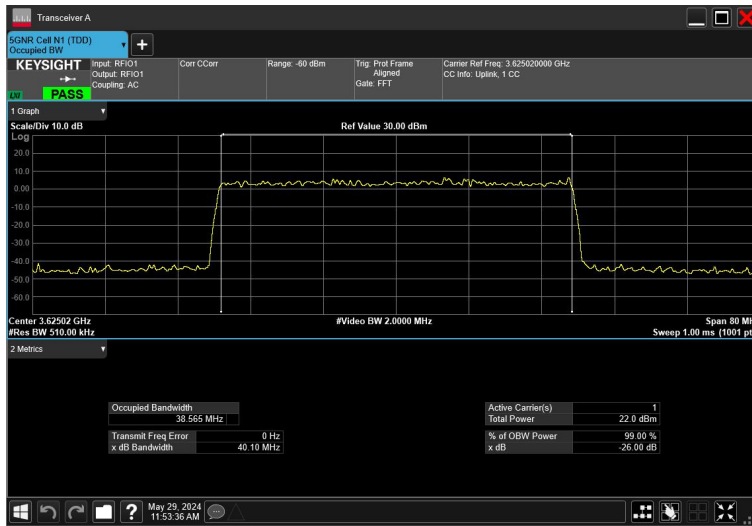 Transceiver A
5GNR Cell N1 (TDD)
Occupied BW
KEYSIGHT
PASS
Input: RFIO1
Output: RFIO1
Coupling: AC
Corr CCorr
Range: -60 dBm
Trig: Prot Frame
Aligned
Gate: FFT
Carrier Ref Freq: 3.625020000 GHz
CC Info: Uplink, 1 CC
1 Graph
Scale/Div 10.0 dB
Ref Value 30.00 dBm
Log
20.0
10.0
0.00
-10.0
-20.0
-30.0
-40.0
-50.0
-60.0
Center 3.62502 GHz
#Video BW 2.0000 MHz
Span 80 MH
#Res BW 510.00 kHz
Sweep 1.00 ms (1001 pt
2 Metrics
Occupied Bandwidth
38.565 MHz
Transmit Freq Error 0 Hz
x dB Bandwidth 40.10 MHz
Active Carrier(s) 1
Total Power 22.0 dBm
% of OBW Power 99.00 %
x dB -26.00 dB
?
May 29, 2024
11:53:36 AM